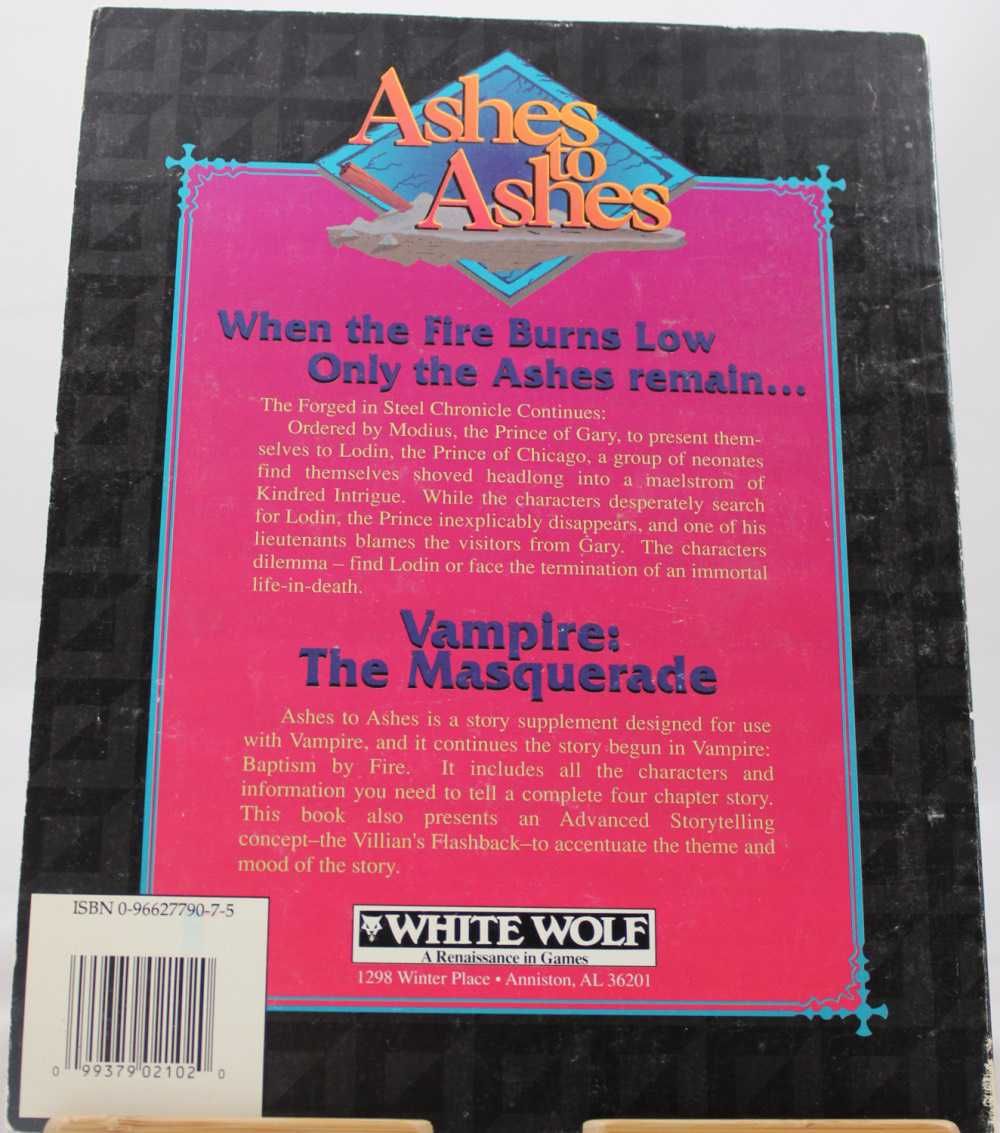 Ashes
to
Ashes
When the Fire Burns Low
Only the Ashes remain...
The Forged in Steel Chronicle Continues:
Ordered by Modius, the Prince of Gary, to present them-
selves to Lodin, the Prince of Chicago, a group of neonates
find themselves shoved headlong into a maelstrom of
Kindred Intrigue. While the characters desperately search
for Lodin, the Prince inexplicably disappears, and one of his
lieutenants blames the visitors from Gary. The characters
dilemma – find Lodin or face the termination of an immortal
life-in-death.
Vampire:
The Masquerade
Ashes to Ashes is a story supplement designed for use
with Vampire, and it continues the story begun in Vampire:
Baptism by Fire. It includes all the characters and
information you need to tell a complete four chapter story.
This book also presents an Advanced Storytelling
concept–the Villian's Flashback–to accentuate the theme and
mood of the story.
ISBN 0-96627790-7-5
0 99379 02102 0
WHITE WOLF
A Renaissance in Games
1298 Winter Place • Anniston, AL 36201